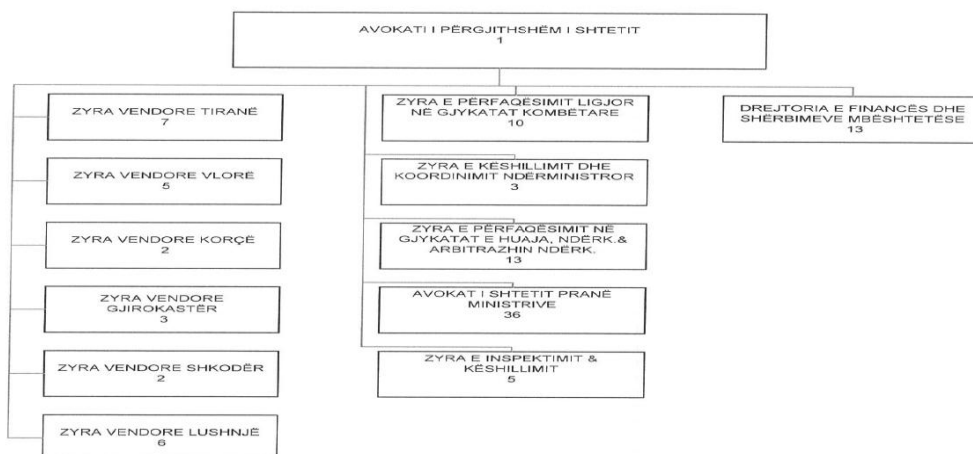 AVOKATI I PËRGJITHSHËM I SHTETIT
1
ZYRA VENDORE TIRANË
7
ZYRA VENDORE VLORË
5
ZYRA VENDORE KORÇË
2
ZYRA VENDORE
GJIROKASTËR
3
ZYRA VENDORE SHKODËR
2
ZYRA VENDORE LUSHNJË
6
ZYRA E PËRFAQËSIMIT LIGJOR
NË GJYKATAT KOMBËTARE
10
ZYRA E KËSHILLIMIT DHE
KOORDINIMIT NDËRMINISTROR
3
ZYRA E PËRFAQËSIMIT NË
GJYKATAT E HUAJA, NDËRK.&
ARBITRAZHIN NDËRK.
13
AVOKAT I SHTETIT PRANË
MINISTRIVE
36
ZYRA E INSPEKTIMIT &
KËSHILLIMIT
5
DREJTORIA E FINANCËS DHE
SHËRBIMEVE MBËSHTETËSE
13